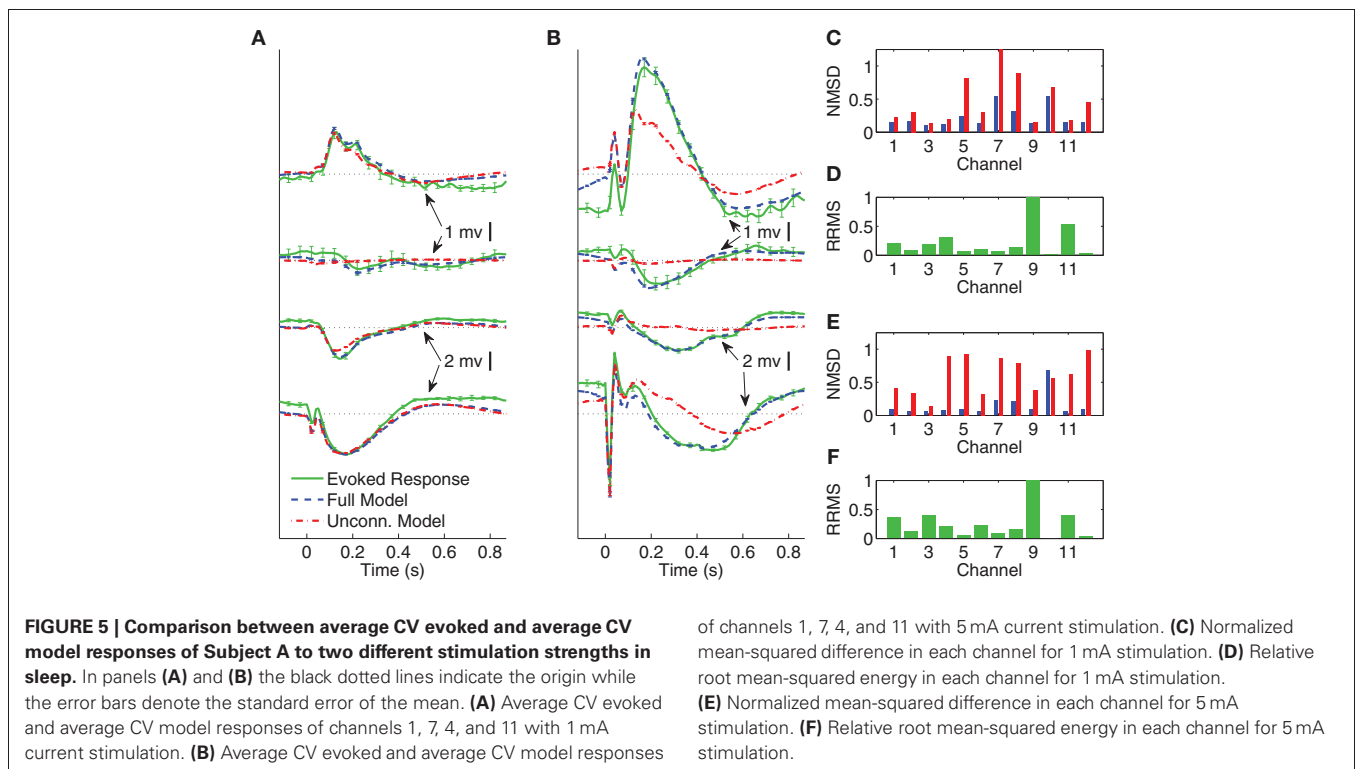 A
B
C
1 mv
2 mv
Evoked Response
Full Model
Unconn. Model
0 0.2 0.4 0.6 0.8
Time (s)
1 mv
2 mv
0 0.2 0.4 0.6 0.8
Time (s)
1
0.5
0
NMSD
1 3 5 7 9 11
Channel
D
1
0.5
0
RRMS
1 3 5 7 9 11
Channel
E
1
0.5
0
NMSD
1 3 5 7 9 11
Channel
F
1
0.5
0
RRMS
1 3 5 7 9 11
Channel
FIGURE 5 | Comparison between average CV evoked and average CV
model responses of Subject A to two different stimulation strengths in
sleep. In panels (A) and (B) the black dotted lines indicate the origin while
the error bars denote the standard error of the mean. (A) Average CV evoked
and average CV model responses of channels 1, 7, 4, and 11 with 1 mA
current stimulation. (B) Average CV evoked and average CV model responses
of channels 1, 7, 4, and 11 with 5 mA current stimulation. (C) Normalized
mean-squared difference in each channel for 1 mA stimulation. (D) Relative
root mean-squared energy in each channel for 1 mA stimulation.
(E) Normalized mean-squared difference in each channel for 5 mA
stimulation. (F) Relative root mean-squared energy in each channel for 5 mA
stimulation.